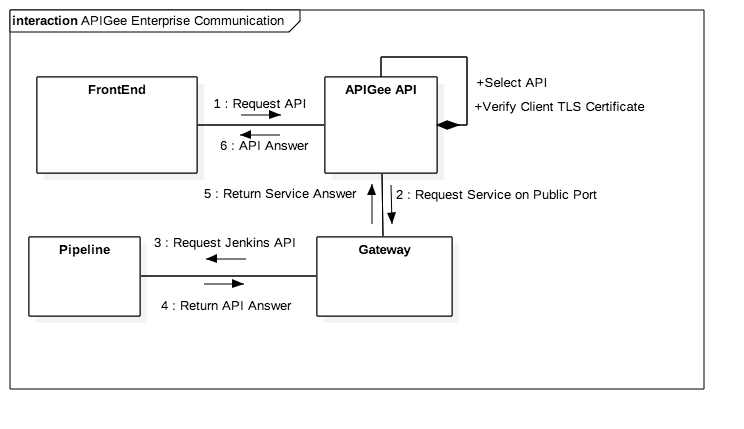 interaction APIGee Enterprise Communication
FrontEnd
1 : Request API
6 : API Answer
APIGee API
+Select API
+Verify Client TLS Certificate
5 : Return Service Answer
2 : Request Service on Public Port
Pipeline
3 : Request Jenkins API
4 : Return API Answer
Gateway